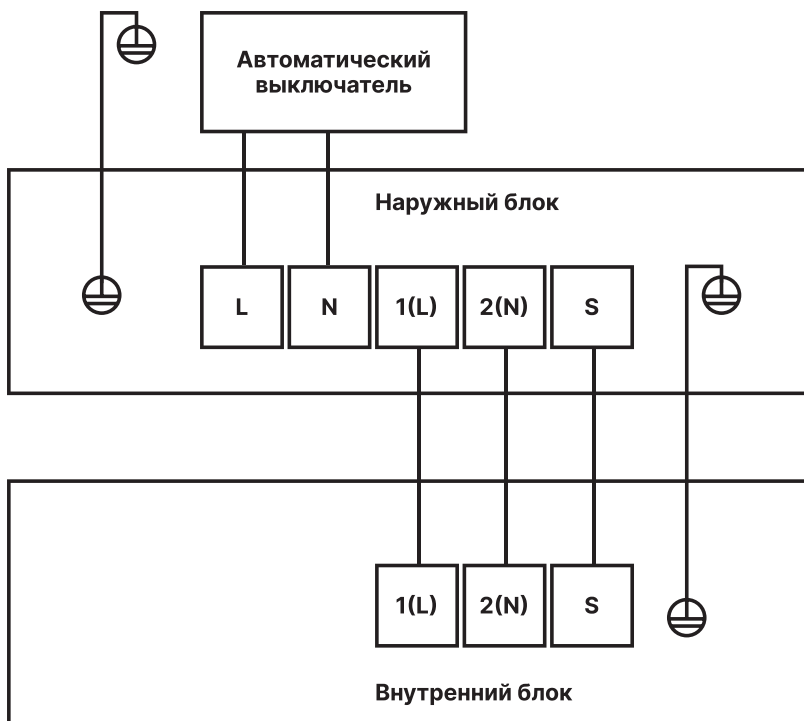 Автоматический
выключатель
Наружный блок
L N 1(L) 2(N) S
1(L) 2(N) S
Внутренний блок